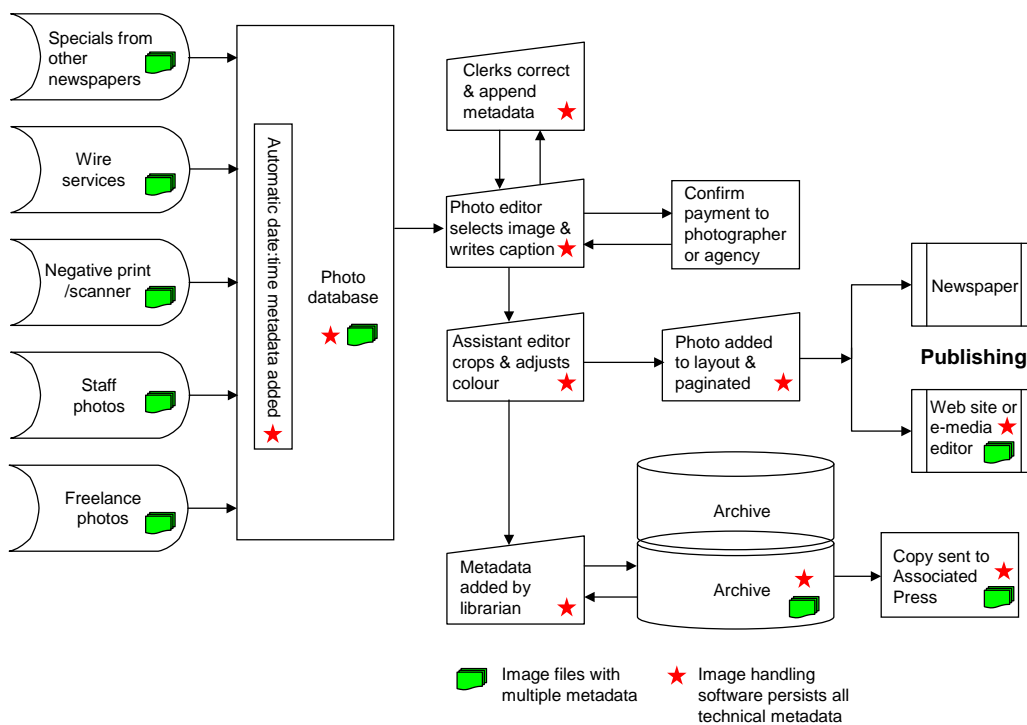 Specials from
other
newspapers
Wire
services
Negative print
/scanner
Staff
photos
Freelance
photos
Automatic date:time metadata added
Photo
database
Clerks correct
& append
metadata
Photo editor
selects image &
writes caption
Confirm
payment to
photographer
or agency
Assistant editor
crops & adjusts
colour
Photo added
to layout &
paginated
Newspaper
Publishing
Web site or
e-media
editor
Metadata
added by
librarian
Archive
Archive
Copy sent to
Associated
Press
Image files with
multiple metadata
Image handling
software persists all
technical metadata